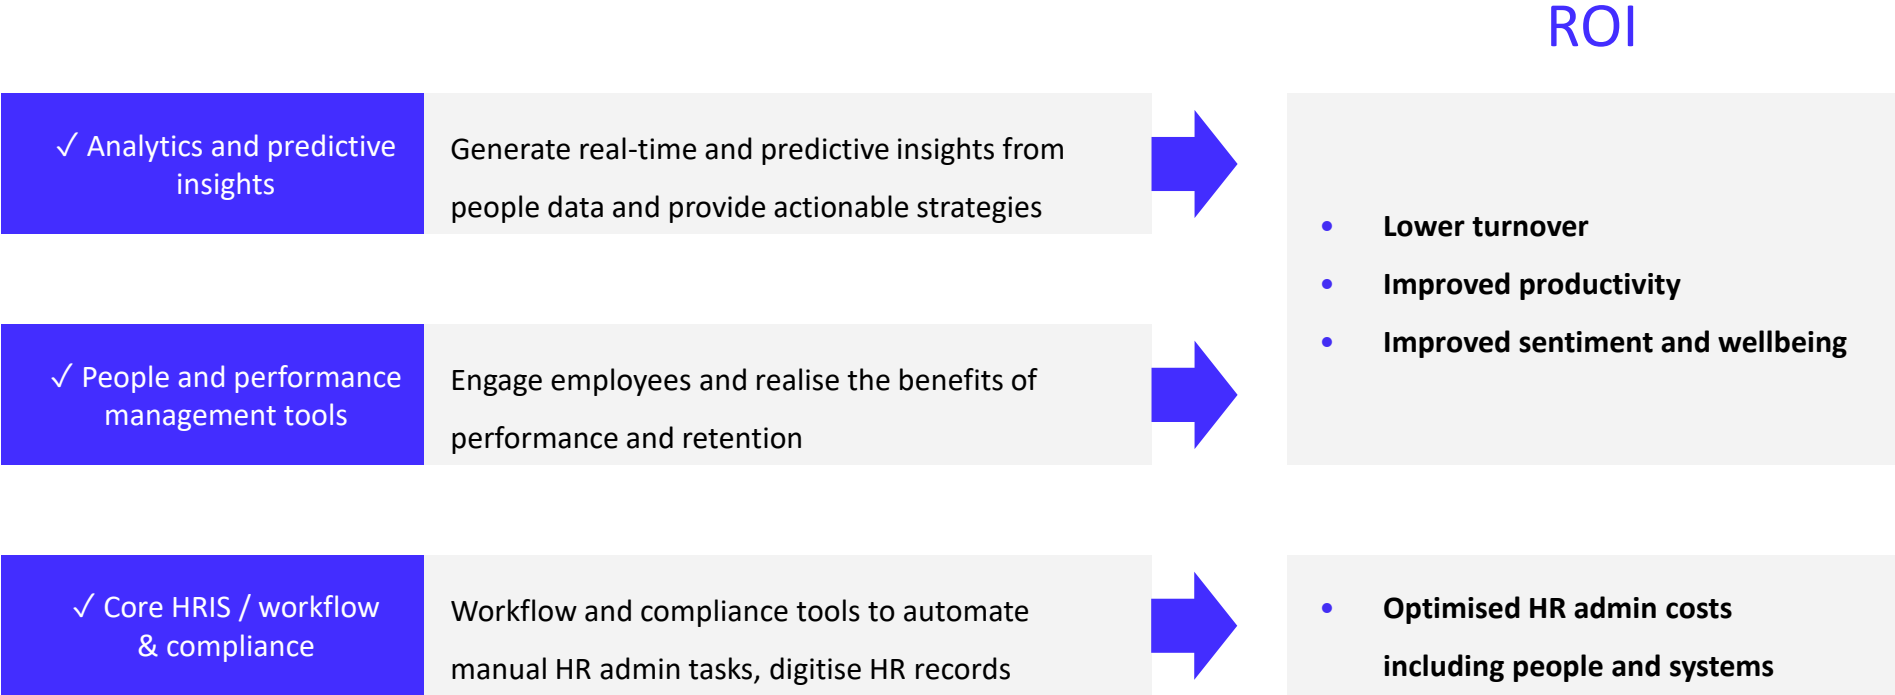 ROI
✓ Analytics and predictive
insights
Generate real-time and predictive insights from
people data and provide actionable strategies
✓ People and performance
management tools
Engage employees and realise the benefits of
performance and retention
• Lower turnover
• Improved productivity
• Improved sentiment and wellbeing
✓ Core HRIS / workflow
& compliance
Workflow and compliance tools to automate
manual HR admin tasks, digitise HR records
• Optimised HR admin costs
including people and systems